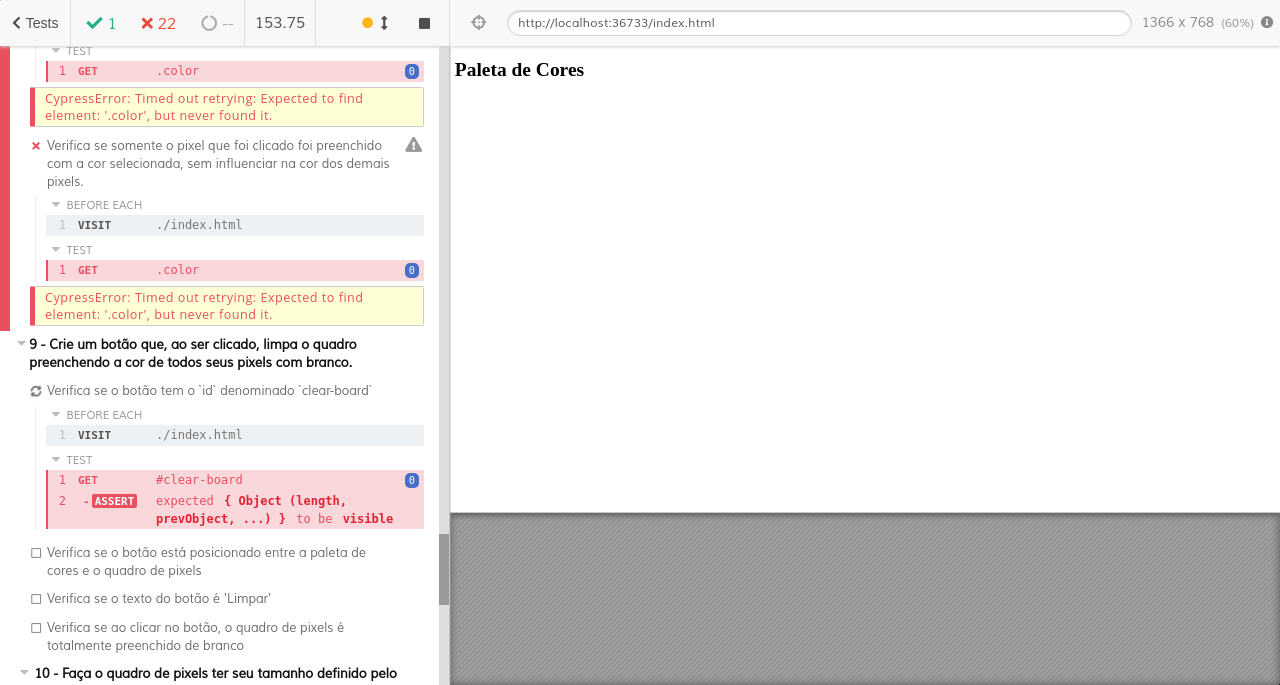 Tests 1 22 -- 153.75 http://localhost:36733/index.html 1366 x 768 (60%)
TEST
1 GET .color 0
CypressError: Timed out retrying: Expected to find
element: '.color', but never found it.
Verifica se somente o pixel que foi clicado foi preenchido
com a cor selecionada, sem influenciar na cor dos demais
pixels.
BEFORE EACH
1 VISIT ./index.html
TEST
1 GET .color 0
CypressError: Timed out retrying: Expected to find
element: '.color', but never found it.
9 - Crie um botão que, ao ser clicado, limpa o quadro
preenchendo a cor de todos seus pixels com branco.
Verifica se o botão tem o `id` denominado `clear-board`
BEFORE EACH
1 VISIT ./index.html
TEST
1 GET #clear-board 0
2 -ASSERT expected { Object (length,
prevObject, ...) } to be visible
Verifica se o botão está posicionado entre a paleta de
cores e o quadro de pixels
Verifica se o texto do botão é 'Limpar'
Verifica se ao clicar no botão, o quadro de pixels é
totalmente preenchido de branco
10 - Faça o quadro de pixels ter seu tamanho definido pelo
Paleta de Cores